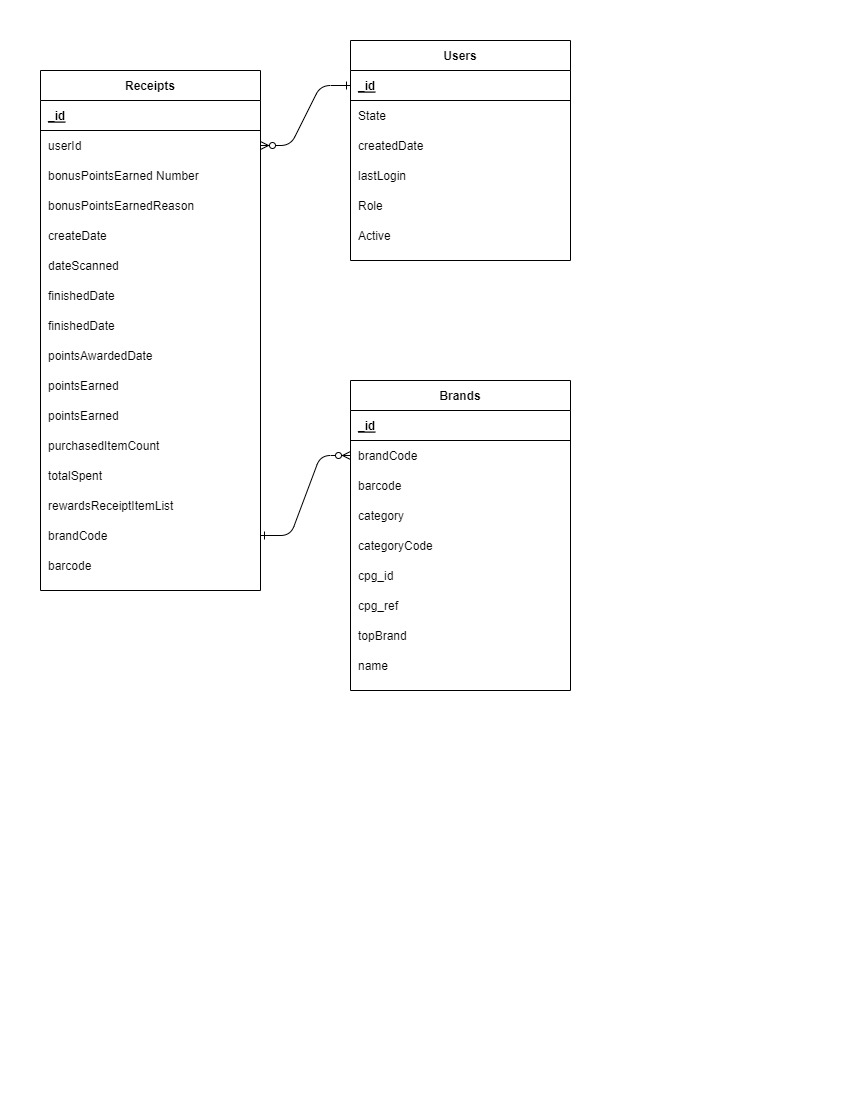 Receipts
_id
userId
bonusPointsEarned Number
bonusPointsEarnedReason
createDate
dateScanned
finishedDate
finishedDate
pointsAwardedDate
pointsEarned
pointsEarned
purchasedItemCount
totalSpent
rewardsReceiptItemList
brandCode
barcode
Users
_id
State
createdDate
lastLogin
Role
Active
Brands
_id
brandCode
barcode
category
categoryCode
cpg_id
cpg_ref
topBrand
name